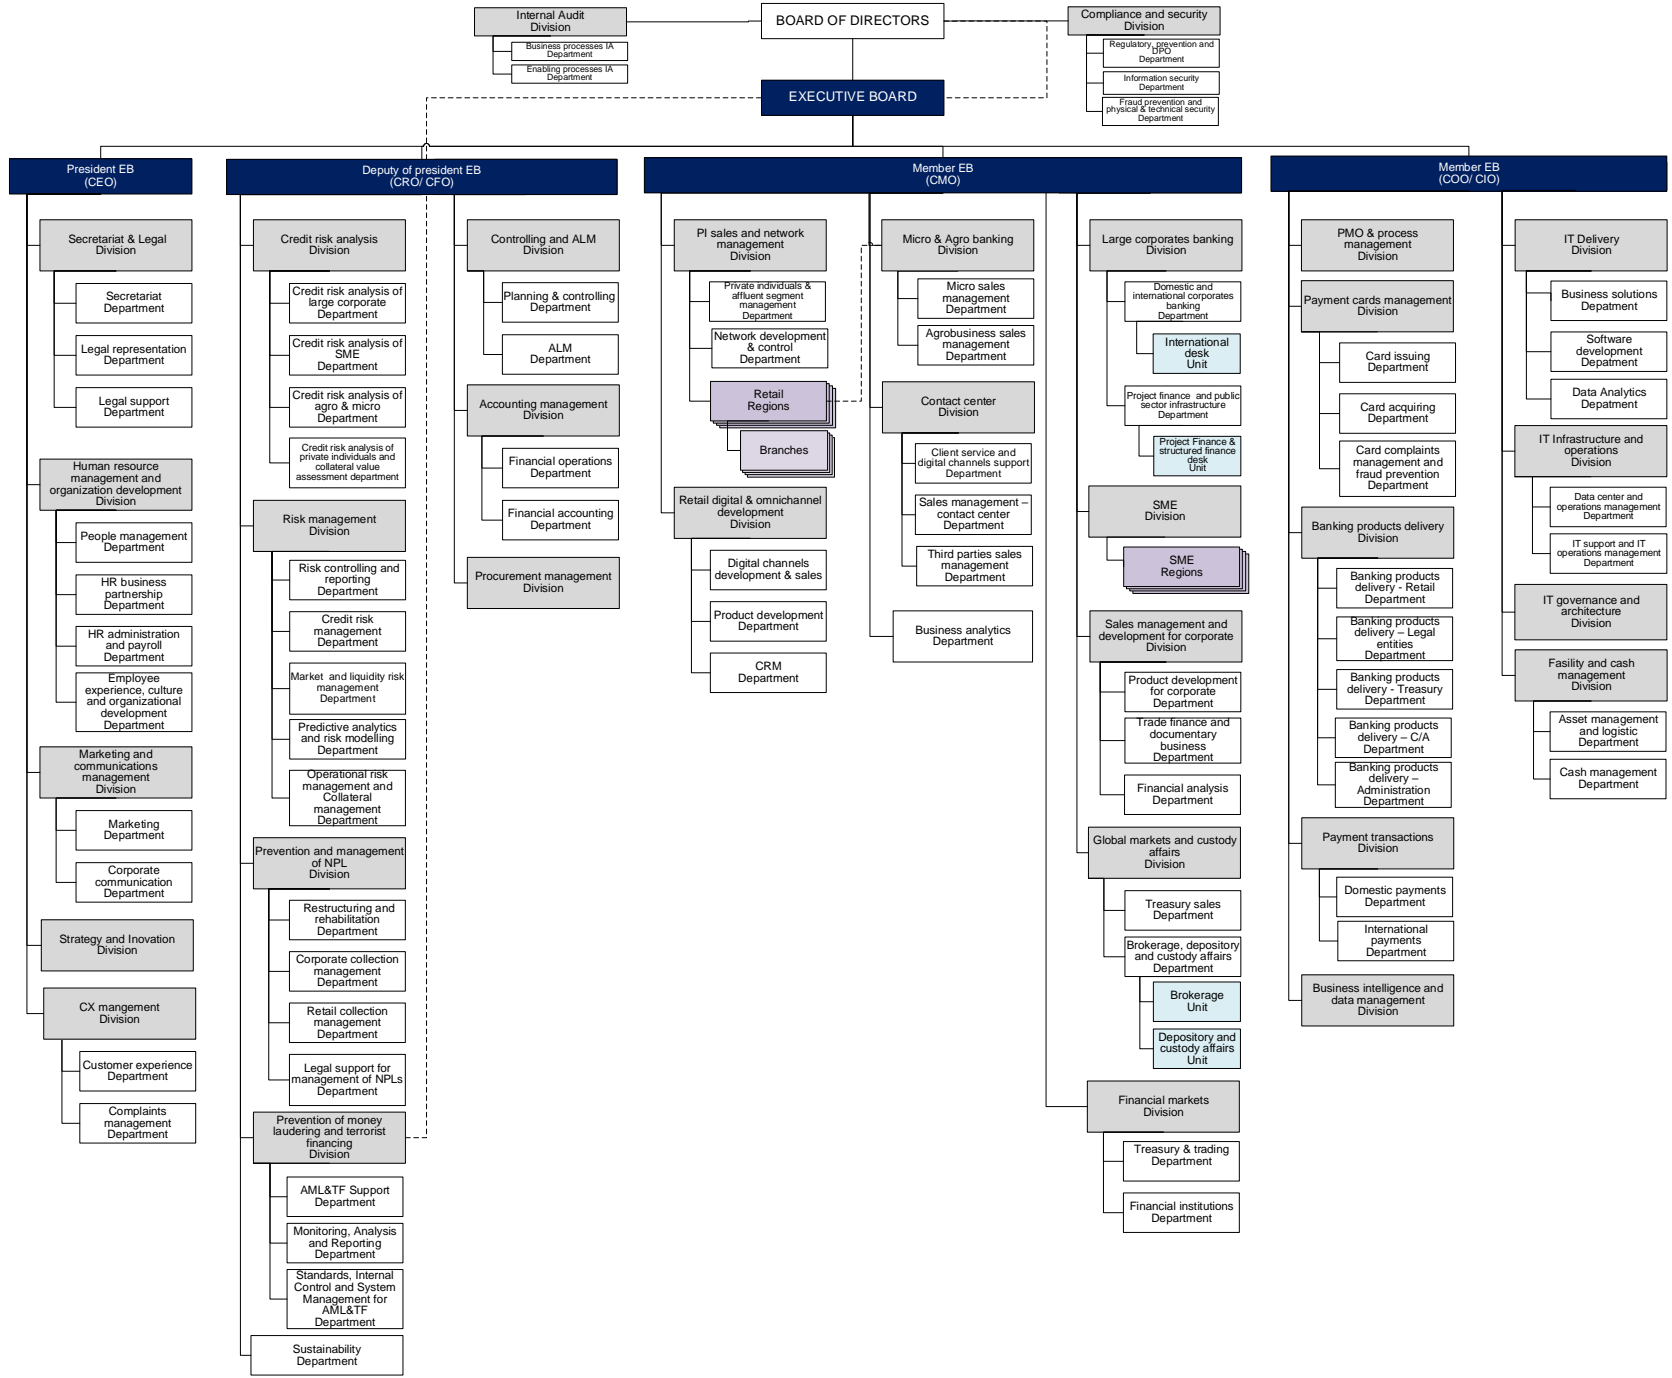 Internal Audit
Division
Business processes IA
Department
Enabling processes IA
Department
BOARD OF DIRECTORS
Compliance and security
Division
Regulatory, prevention and
DPO
Department
Information security
Department
Fraud prevention and
physical & technical security
Department
EXECUTIVE BOARD
President EB
(CEO)
Secretariat & Legal
Division
Secretariat
Department
Legal representation
Department
Legal support
Department
Human resource
management and
organization development
Division
People management
Department
HR business
partnership
Department
HR administration
and payroll
Department
Employee
experience, culture
and organizational
development
Department
Marketing and
communications
management
Division
Marketing
Department
Corporate
communication
Department
Strategy and Inovation
Division
CX mangement
Division
Customer experience
Department
Complaints
management
Department
Deputy of president EB
(CRO/ CFO)
Credit risk analysis
Division
Credit risk analysis of
large corporate
Department
Credit risk analysis of
SME
Department
Credit risk analysis of
agro & micro
Department
Credit risk analysis of
private individuals and
collateral value
assessment department
Risk management
Division
Risk controlling and
reporting
Department
Credit risk
management
Department
Market  and liquidity risk
management
Department
Predictive analytics
and risk modelling
Department
Operational risk
management and
Collateral
management
Department
Prevention and management
of NPL
Division
Restructuring and
rehabilitation
Department
Corporate collection
management
Department
Retail collection
management
Department
Legal support for
management of NPLs
Department
Prevention of money
laudering and terrorist
financing
Division
AML&TF Support
Department
Monitoring, Analysis
and Reporting
Department
Standards, Internal
Control and System
Management for
AML&TF
Department
Sustainability
Department
Controlling and ALM
Division
Planning & controlling
Department
ALM
Department
Accounting management
Division
Financial operations
Department
Financial accounting
Department
Procurement management
Division
Member EB
(CMO)
PI sales and network
management
Division
Private individuals &
affluent segment
management
Department
Network development
& control
Department
Retail
Regions
Branches
Retail digital & omnichannel
development
Division
Digital channels
development & sales
Product development
Department
CRM
Department
Micro & Agro banking
Division
Micro sales
management
Department
Agrobusiness sales
management
Department
Contact center
Division
Client service and
digital channels support
Department
Sales management –
contact center
Department
Third parties sales
management
Department
Business analytics
Department
Large corporates banking
Division
Domestic and
international corporates
banking
Department
International
desk
Unit
Project finance  and public
sector infrastructure
Department
Project Finance &
structured finance
desk
Unit
SME
Division
SME
Regions
Sales management and
development for corporate
Division
Product development
for corporate
Department
Trade finance and
documentary
business
Department
Financial analysis
Department
Global markets and custody
affairs
Division
Treasury sales
Department
Brokerage, depository
and custody affairs
Department
Brokerage
Unit
Depository and
custody affairs
Unit
Financial markets
Division
Treasury & trading
Department
Financial institutions
Department
Member EB
(COO/ CIO)
PMO & process
management
Division
Payment cards management
Division
Card issuing
Department
Card acquiring
Department
Card complaints
management and
fraud prevention
Department
Banking products delivery
Division
Banking products
delivery - Retail
Department
Banking products
delivery – Legal
entities
Department
Banking products
delivery - Treasury
Department
Banking products
delivery – C/A
Department
Banking products
delivery –
Administration
Department
Payment transactions
Division
Domestic payments
Department
International
payments
Department
Business intelligence and
data management
Division
IT Delivery
Division
Business solutions
Department
Software
development
Department
Data Analytics
Depatment
IT Infrastructure and
operations
Division
Data center and
operations management
Department
IT support and IT
operations management
Department
IT governance and
architecture
Division
Fasility and cash
management
Division
Asset management
and logistic
Department
Cash management
Department